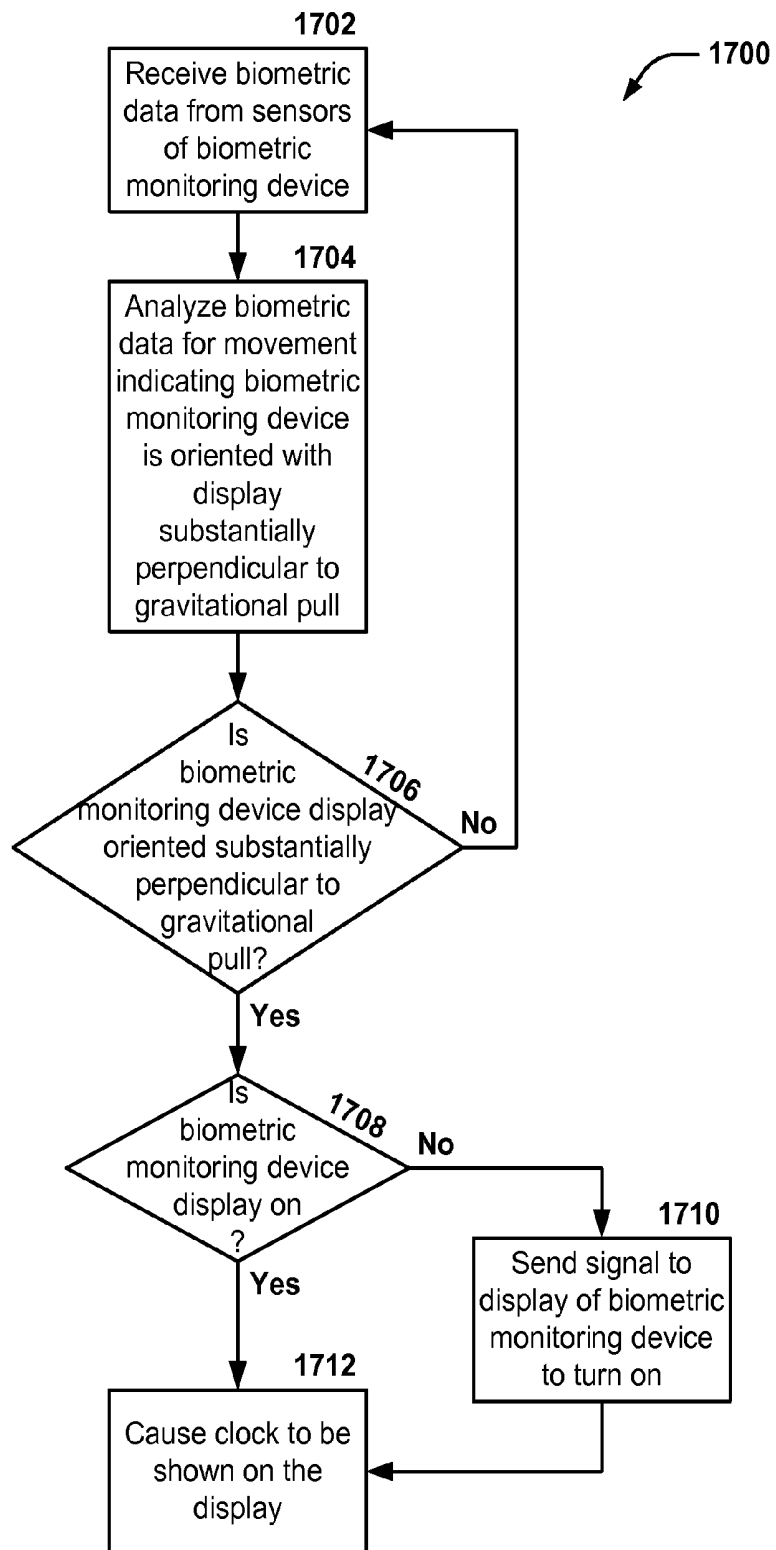 1702
1700
Receive biometric
data from sensors
of biometric
monitoring device
1704
Analyze biometric
data for movement
indicating biometric
monitoring device
is oriented with
display
substantially
perpendicular to
gravitational pull
Is
biometric
monitoring device display
oriented substantially
perpendicular to
gravitational
pull?
1706
No
Yes
Is
biometric
monitoring device
display on
?
1708
No
Yes
1710
Send signal to
display of biometric
monitoring device
to turn on
1712
Cause clock to be
shown on the
display